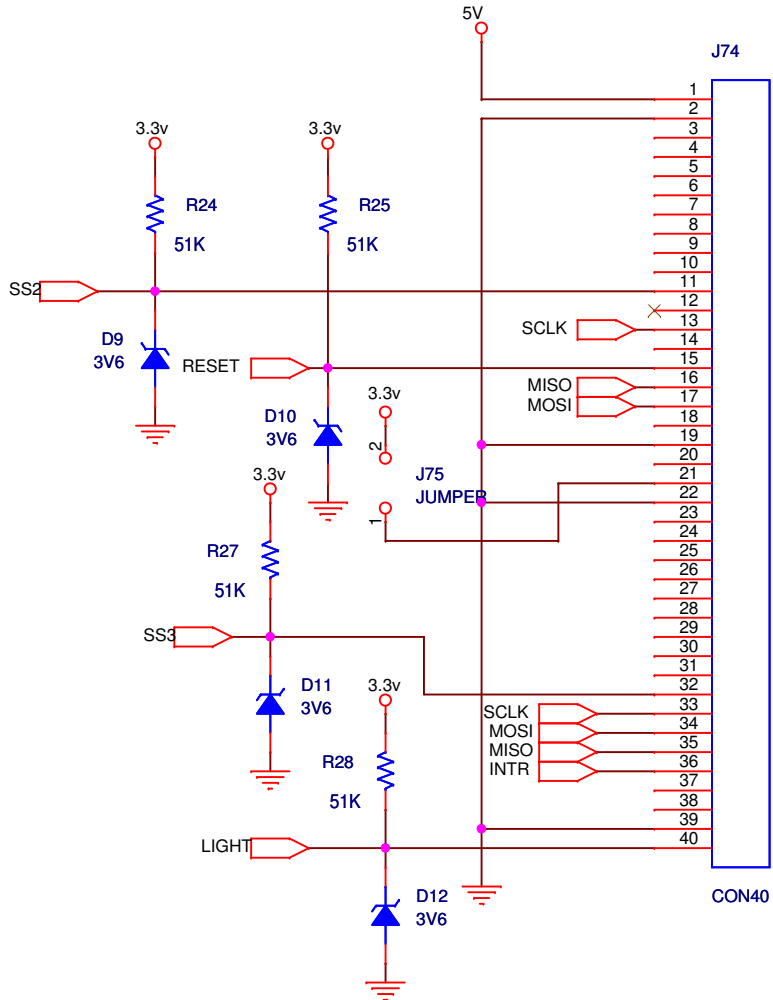 5V
J74
1
2
3
4
5
6
7
8
9
10
11
12
13
14
15
16
17
18
19
20
21
22
23
24
25
26
27
28
29
30
31
32
33
34
35
36
37
38
39
40
CON40
3.3v
R24
51K
3.3v
R25
51K
SS2
D9
3V6
RESET
D10
3V6
SCLK
MISO
MOSI
3.3v
2
J75
JUMPER
1
3.3v
R27
51K
SS3
D11
3V6
3.3v
R28
51K
SCLK
MOSI
MISO
INTR
LIGHT
D12
3V6